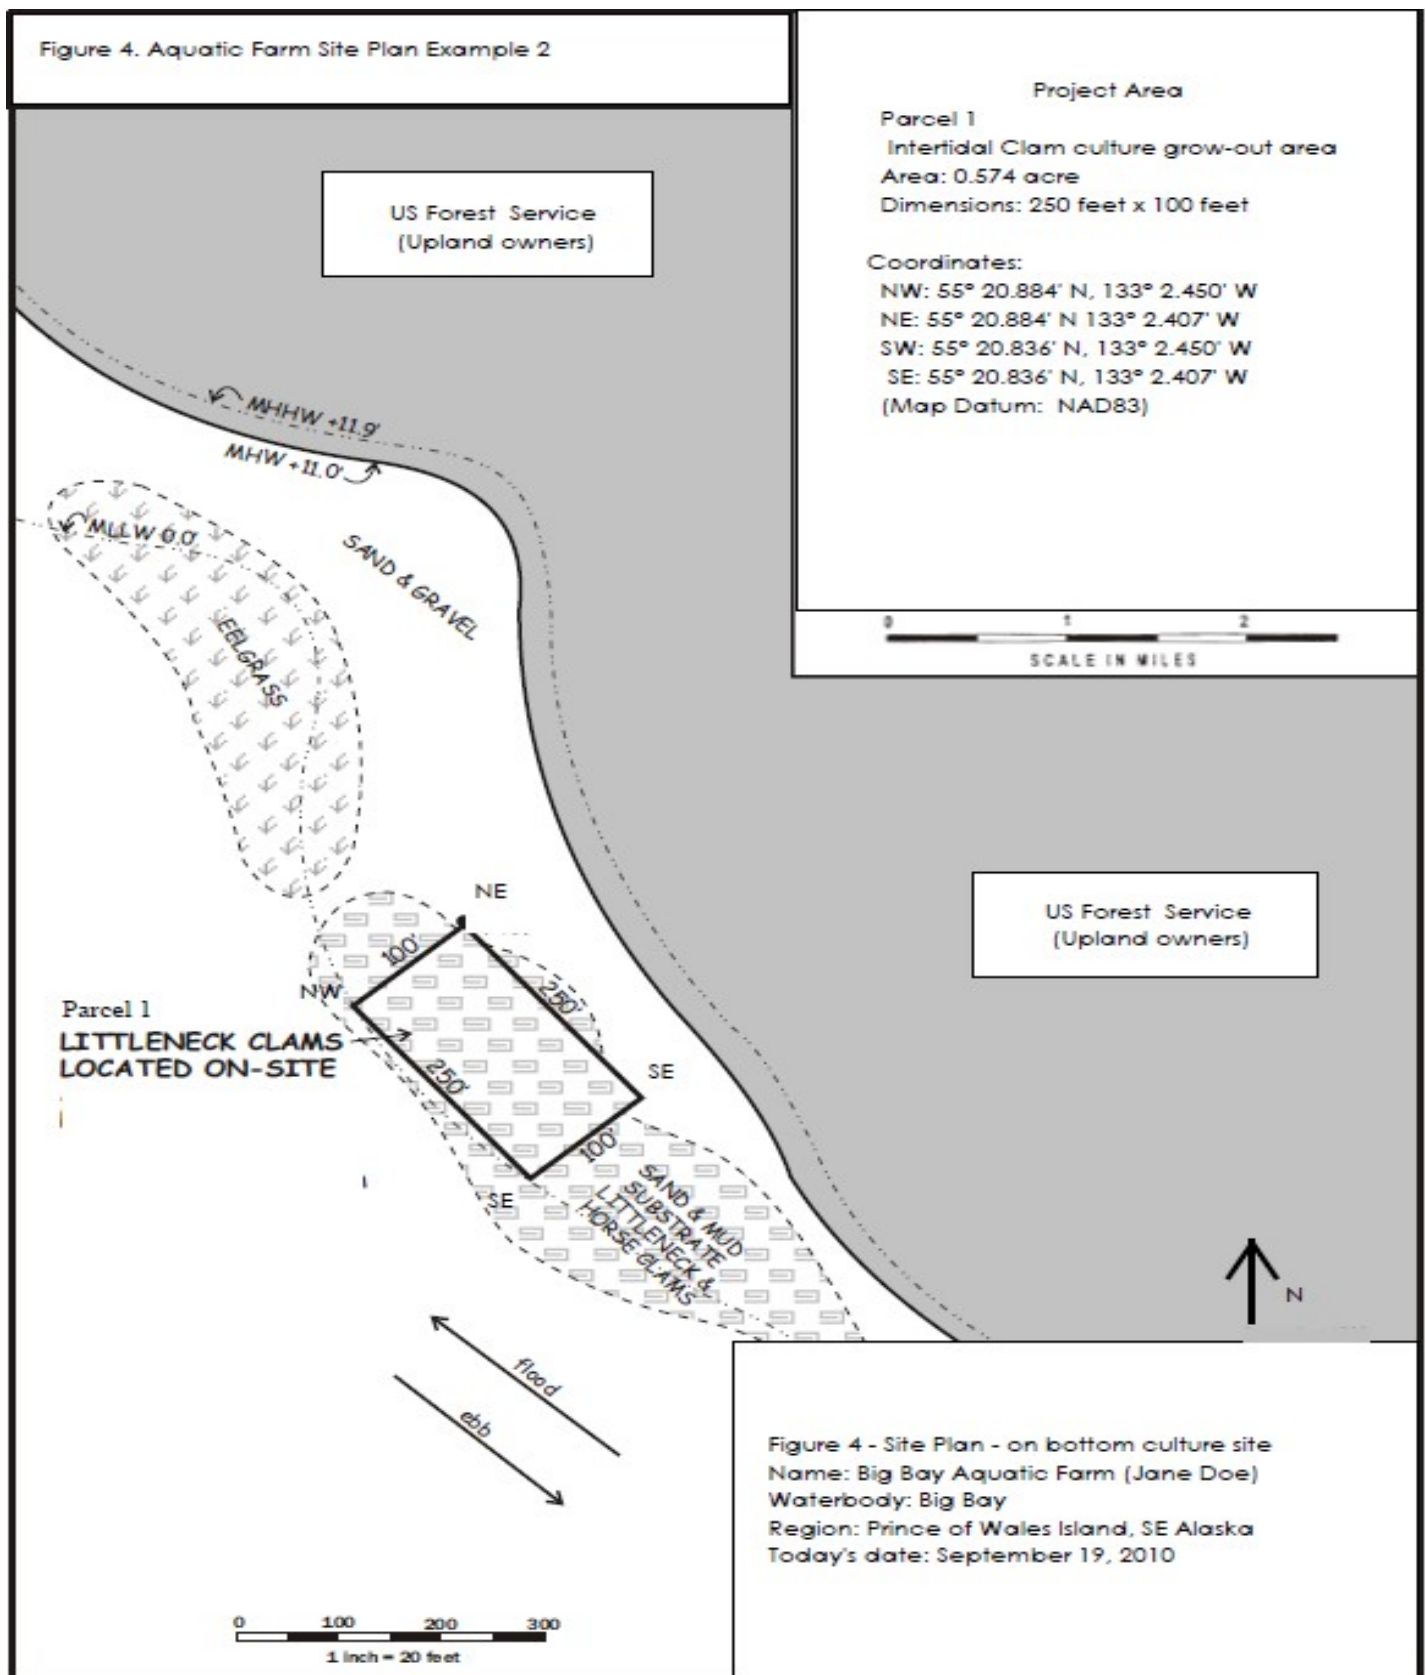 Figure 4. Aquatic Farm Site Plan Example 2
Project Area
Parcel 1
Intertidal Clam culture grow-out area
Area: 0.574 acre
Dimensions: 250 feet x 100 feet
Coordinates:
NW: 55° 20.884' N, 133° 2.450' W
NE: 55° 20.884' N 133° 2.407' W
SW: 55° 20.836' N, 133° 2.450' W
SE: 55° 20.836' N, 133° 2.407' W
(Map Datum: NAD83)
0 1 2
SCALE IN MILES
US Forest Service
(Upland owners)
MHHW +11.9'
MHW +11.0'
MLLW 0.0'
SAND & GRAVEL
EELGRASS
US Forest Service
(Upland owners)
NE
100'
NW
250'
Parcel 1
LITTLENECK CLAMS
LOCATED ON-SITE
250'
SE
100'
SE
SAND & MUD
SUBSTRATE
LITTLENECK &
HORSE CLAMS
N
flood
ebb
Figure 4 - Site Plan - on bottom culture site
Name: Big Bay Aquatic Farm (Jane Doe)
Waterbody: Big Bay
Region: Prince of Wales Island, SE Alaska
Today's date: September 19, 2010
0 100 200 300
1 inch = 20 feet